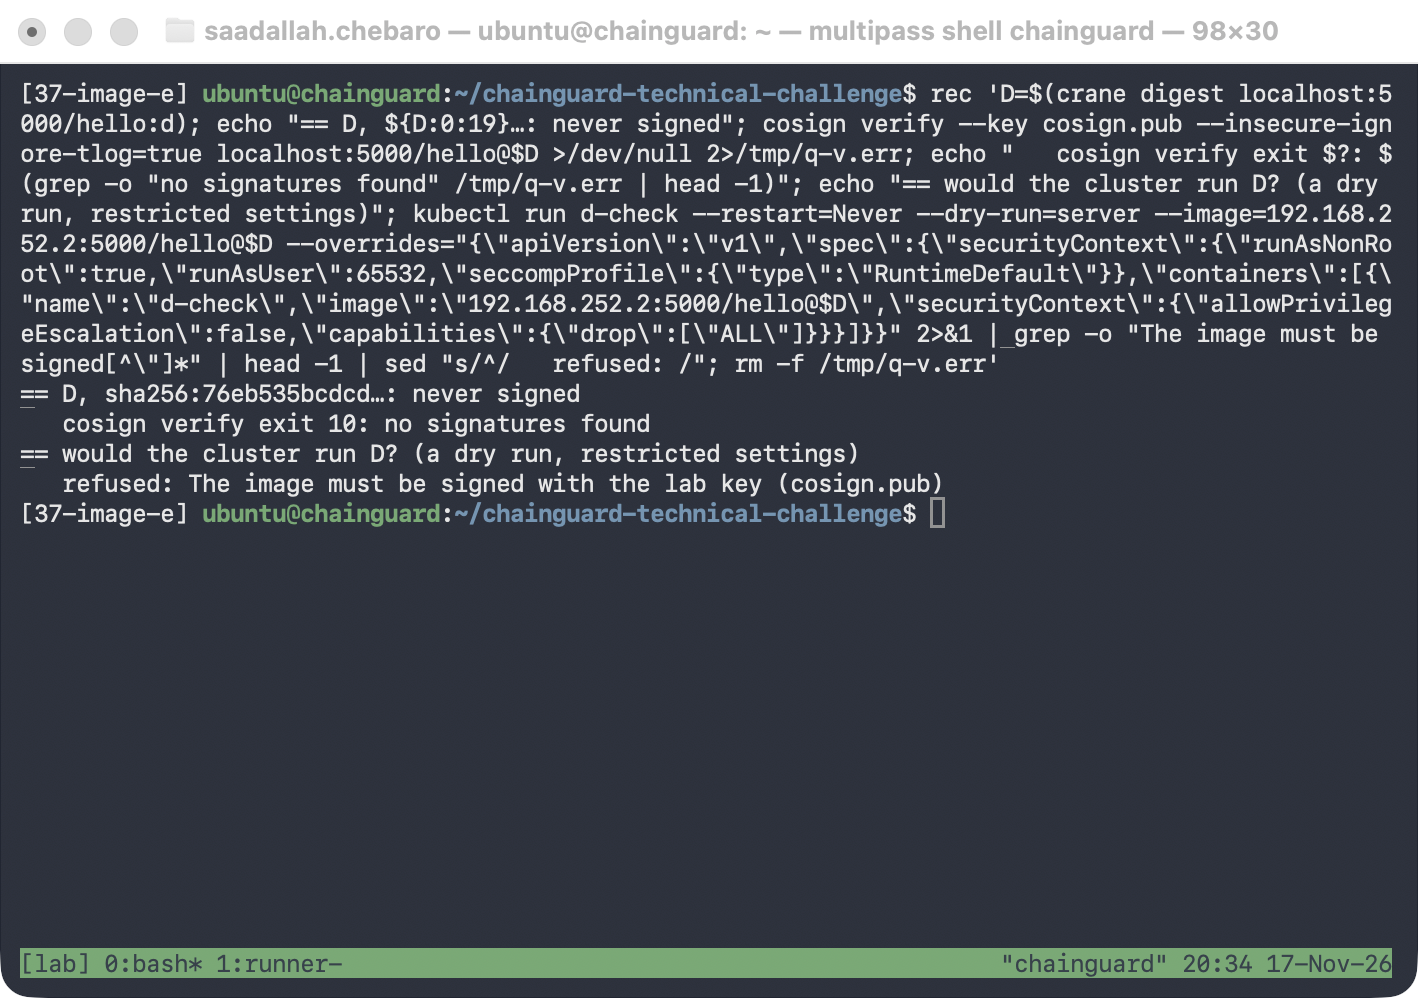 saadallah.chebaro — ubuntu@chainguard: ~ — multipass shell chainguard — 98×30
[37-image-e] ubuntu@chainguard:~/chainguard-technical-challenge$ rec 'D=$(crane digest localhost:5
000/hello:d); echo "== D, ${D:0:19}…: never signed"; cosign verify --key cosign.pub --insecure-ign
ore-tlog=true localhost:5000/hello@$D >/dev/null 2>/tmp/q-v.err; echo "   cosign verify exit $?: $
(grep -o "no signatures found" /tmp/q-v.err | head -1)"; echo "== would the cluster run D? (a dry
run, restricted settings)"; kubectl run d-check --restart=Never --dry-run=server --image=192.168.2
52.2:5000/hello@$D --overrides="{\"apiVersion\":\"v1\",\"spec\":{\"securityContext\":{\"runAsNonRo
ot\":true,\"runAsUser\":65532,\"seccompProfile\":{\"type\":\"RuntimeDefault\"}},\"containers\":[{\
"name\":\"d-check\",\"image\":\"192.168.252.2:5000/hello@$D\",\"securityContext\":{\"allowPrivileg
eEscalation\":false,\"capabilities\":{\"drop\":[\"ALL\"]}}}]}}" 2>&1 |_grep -o "The image must be
signed[^\"]*" | head -1 | sed "s/^/   refused: /"; rm -f /tmp/q-v.err'
== D, sha256:76eb535bcdcd…: never signed
   cosign verify exit 10: no signatures found
== would the cluster run D? (a dry run, restricted settings)
   refused: The image must be signed with the lab key (cosign.pub)
[37-image-e] ubuntu@chainguard:~/chainguard-technical-challenge$
[lab] 0:bash* 1:runner- "chainguard" 20:34 17-Nov-26